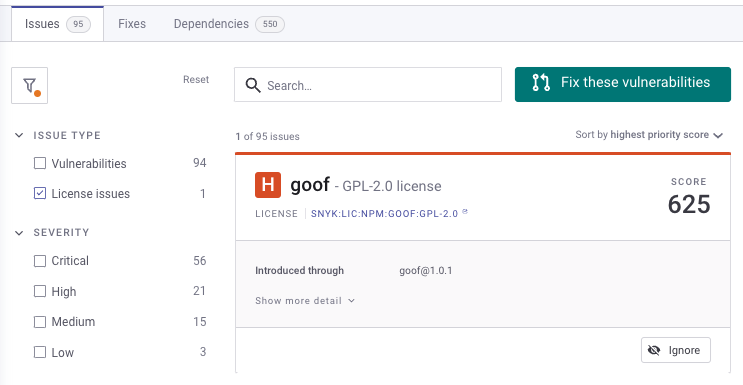 Issues 95 Fixes Dependencies 550
Reset
Search...
Fix these vulnerabilities
ISSUE TYPE
Vulnerabilities 94
License issues 1
SEVERITY
Critical 56
High 21
Medium 15
Low 3
1 of 95 issues
Sort by highest priority score
H goof - GPL-2.0 license
LICENSE SNYK:LIC:NPM:GOOF:GPL-2.0
SCORE
625
Introduced through goof@1.0.1
Show more detail
Ignore